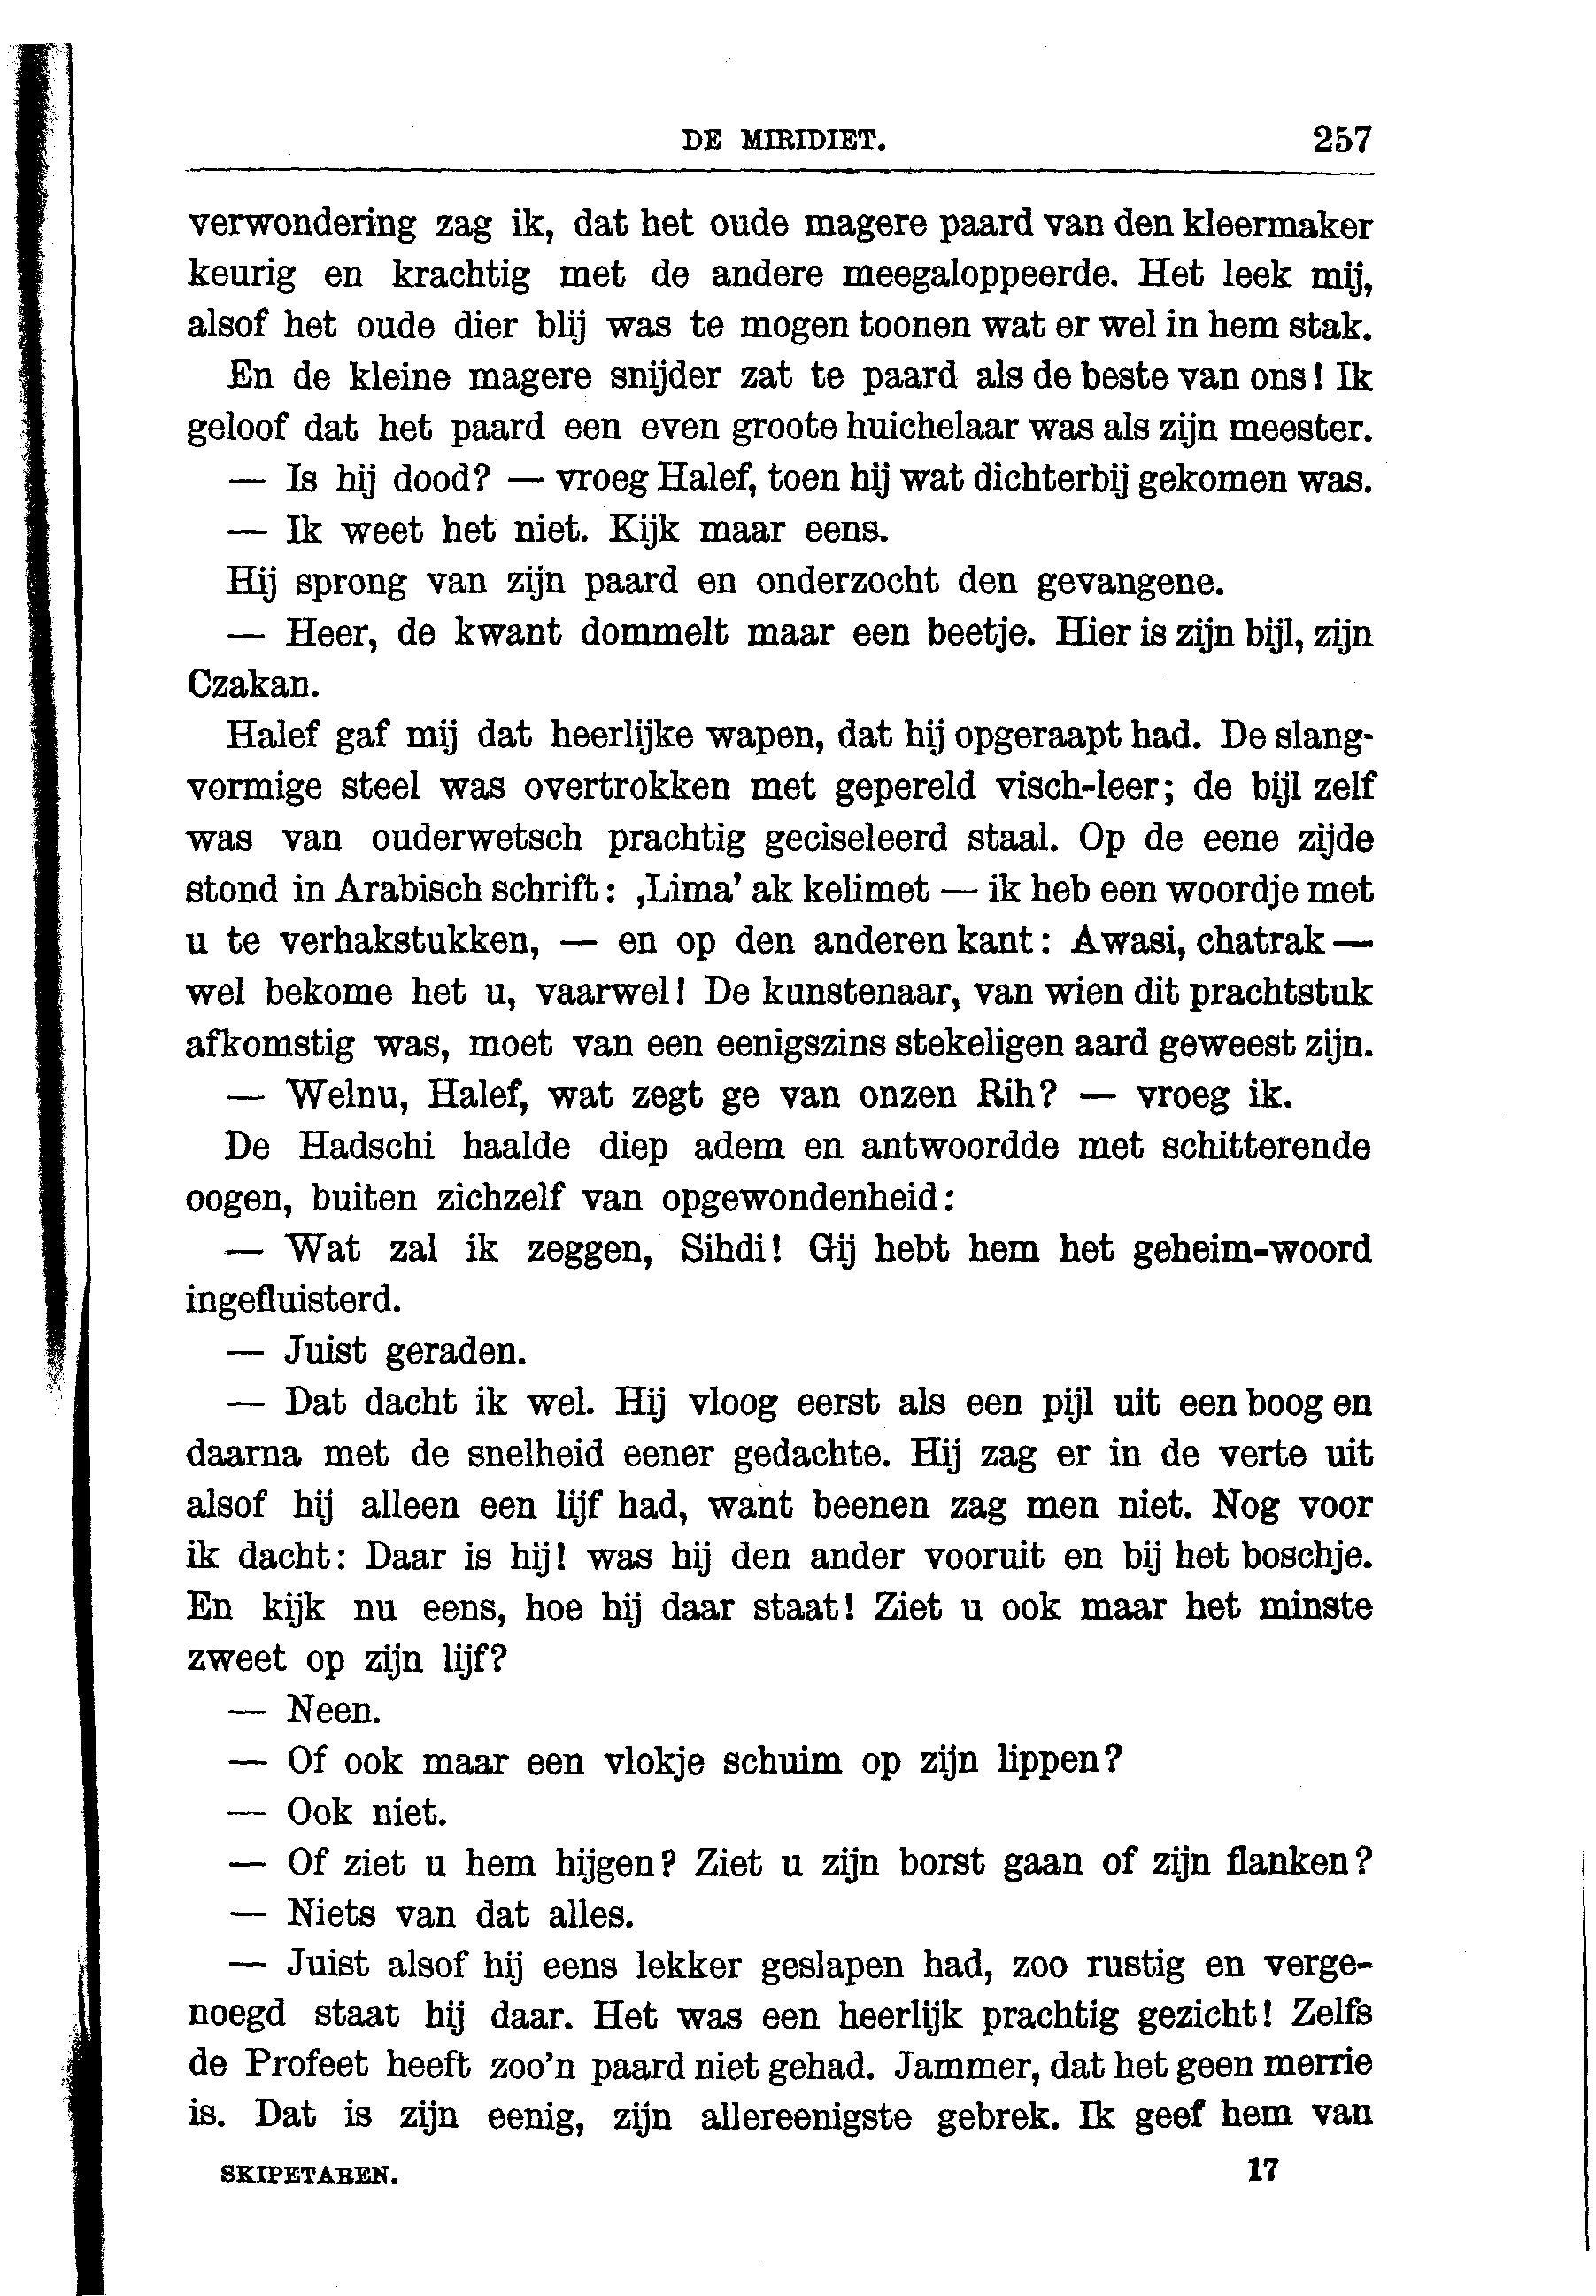 DE MIRIDIET. 257
verwondering zag ik, dat het oude magere paard van den kleermaker
keurig en krachtig met de andere meegaloppeerde. Het leek mij,
alsof het oude dier blij was te mogen toonen wat er wel in hem stak.
En de kleine magere snijder zat te paard als de beste van ons! Ik
geloof dat het paard een even groote huichelaar was als zijn meester.
— Is hij dood? — vroeg Halef, toen hij wat dichterbij gekomen was.
— Ik weet het niet. Kijk maar eens.
Hij sprong van zijn paard en onderzocht den gevangene.
— Heer, de kwant dommelt maar een beetje. Hier is zijn bijl, zijn
Czakan.
Halef gaf mij dat heerlijke wapen, dat hij opgeraapt had. De slang-
vormige steel was overtrokken met gepereld visch-leer; de bijl zelf
was van ouderwetsch prachtig geciseleerd staal. Op de eene zijde
stond in Arabisch schrift: ‚Lima’ ak kelimet — ik heb een woordje met
u te verhakstukken, — en op den anderen kant: Awasi, chatrak —
wel bekome het u, vaarwel! De kunstenaar, van wien dit prachtstuk
afkomstig was, moet van een eenigszins stekeligen aard geweest zijn.
— Welnu, Halef, wat zegt ge van onzen Rih? — vroeg ik.
De Hadschi haalde diep adem en antwoordde met schitterende
oogen, buiten zichzelf van opgewondenheid:
— Wat zal ik zeggen, Sihdi! Gij hebt hem het geheim-woord
ingefluisterd.
— Juist geraden.
— Dat dacht ik wel. Hij vloog eerst als een pijl uit een boog en
daarna met de snelheid eener gedachte. Hij zag er in de verte uit
alsof hij alleen een lijf had, want beenen zag men niet. Nog voor
ik dacht: Daar is hij! was hij den ander vooruit en bij het boschje.
En kijk nu eens, hoe hij daar staat! Ziet u ook maar het minste
zweet op zijn lijf?
— Neen.
— Of ook maar een vlokje schuim op zijn lippen?
— Ook niet.
— Of ziet u hem hijgen? Ziet u zijn borst gaan of zijn flanken?
— Niets van dat alles.
— Juist alsof hij eens lekker geslapen had, zoo rustig en verge-
noegd staat hij daar. Het was een heerlijk prachtig gezicht! Zelfs
de Profeet heeft zoo’n paard niet gehad. Jammer, dat het geen merrie
is. Dat is zijn eenig, zijn allereenigste gebrek. Ik geef hem van
SKIPETAREN. 17